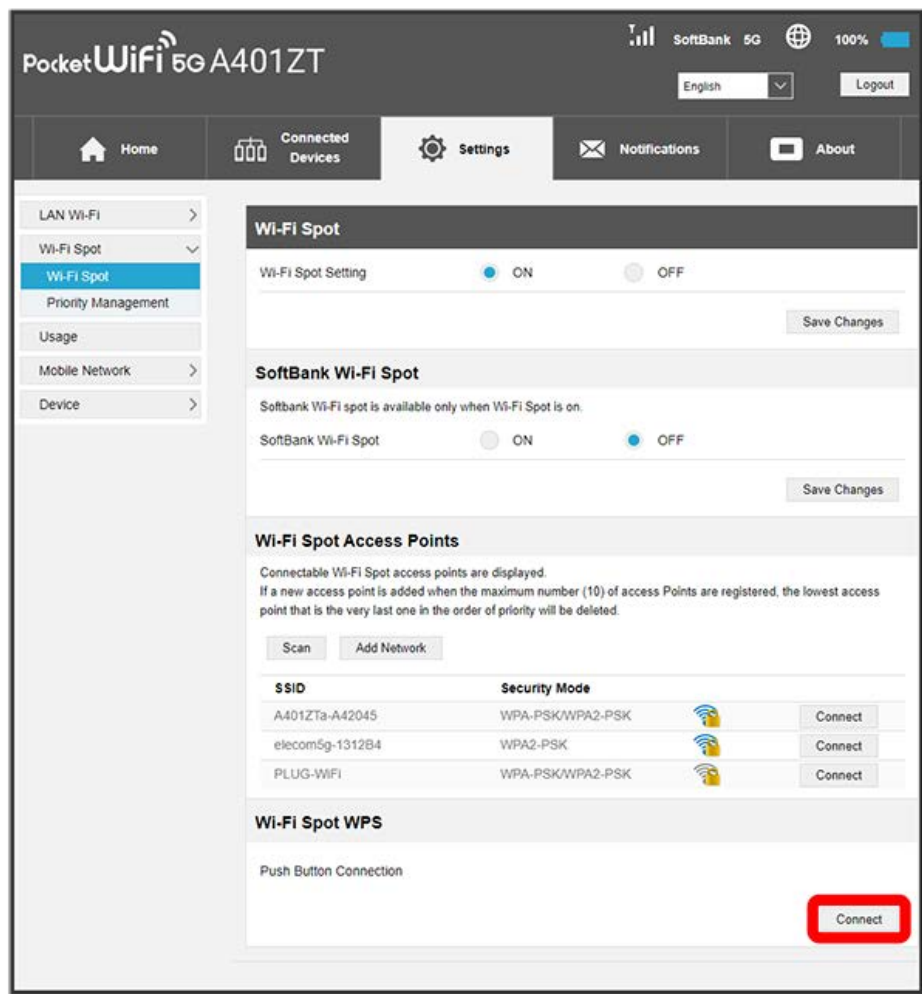 SoftBank 5G 100%
Pocket WiFi 5G A401ZT
English Logout
Home Connected Devices Settings Notifications About
LAN Wi-Fi
Wi-Fi Spot
Wi-Fi Spot
Priority Management
Usage
Mobile Network
Device
Wi-Fi Spot
Wi-Fi Spot Setting ON OFF
Save Changes
SoftBank Wi-Fi Spot
Softbank Wi-Fi spot is available only when Wi-Fi Spot is on.
SoftBank Wi-Fi Spot ON OFF
Save Changes
Wi-Fi Spot Access Points
Connectable Wi-Fi Spot access points are displayed.
If a new access point is added when the maximum number (10) of access Points are registered, the lowest access
point that is the very last one in the order of priority will be deleted.
Scan Add Network
SSID Security Mode
A401ZTa-A42045 WPA-PSK/WPA2-PSK Connect
elecom5g-1312B4 WPA2-PSK Connect
PLUG-WiFi WPA-PSK/WPA2-PSK Connect
Wi-Fi Spot WPS
Push Button Connection
Connect